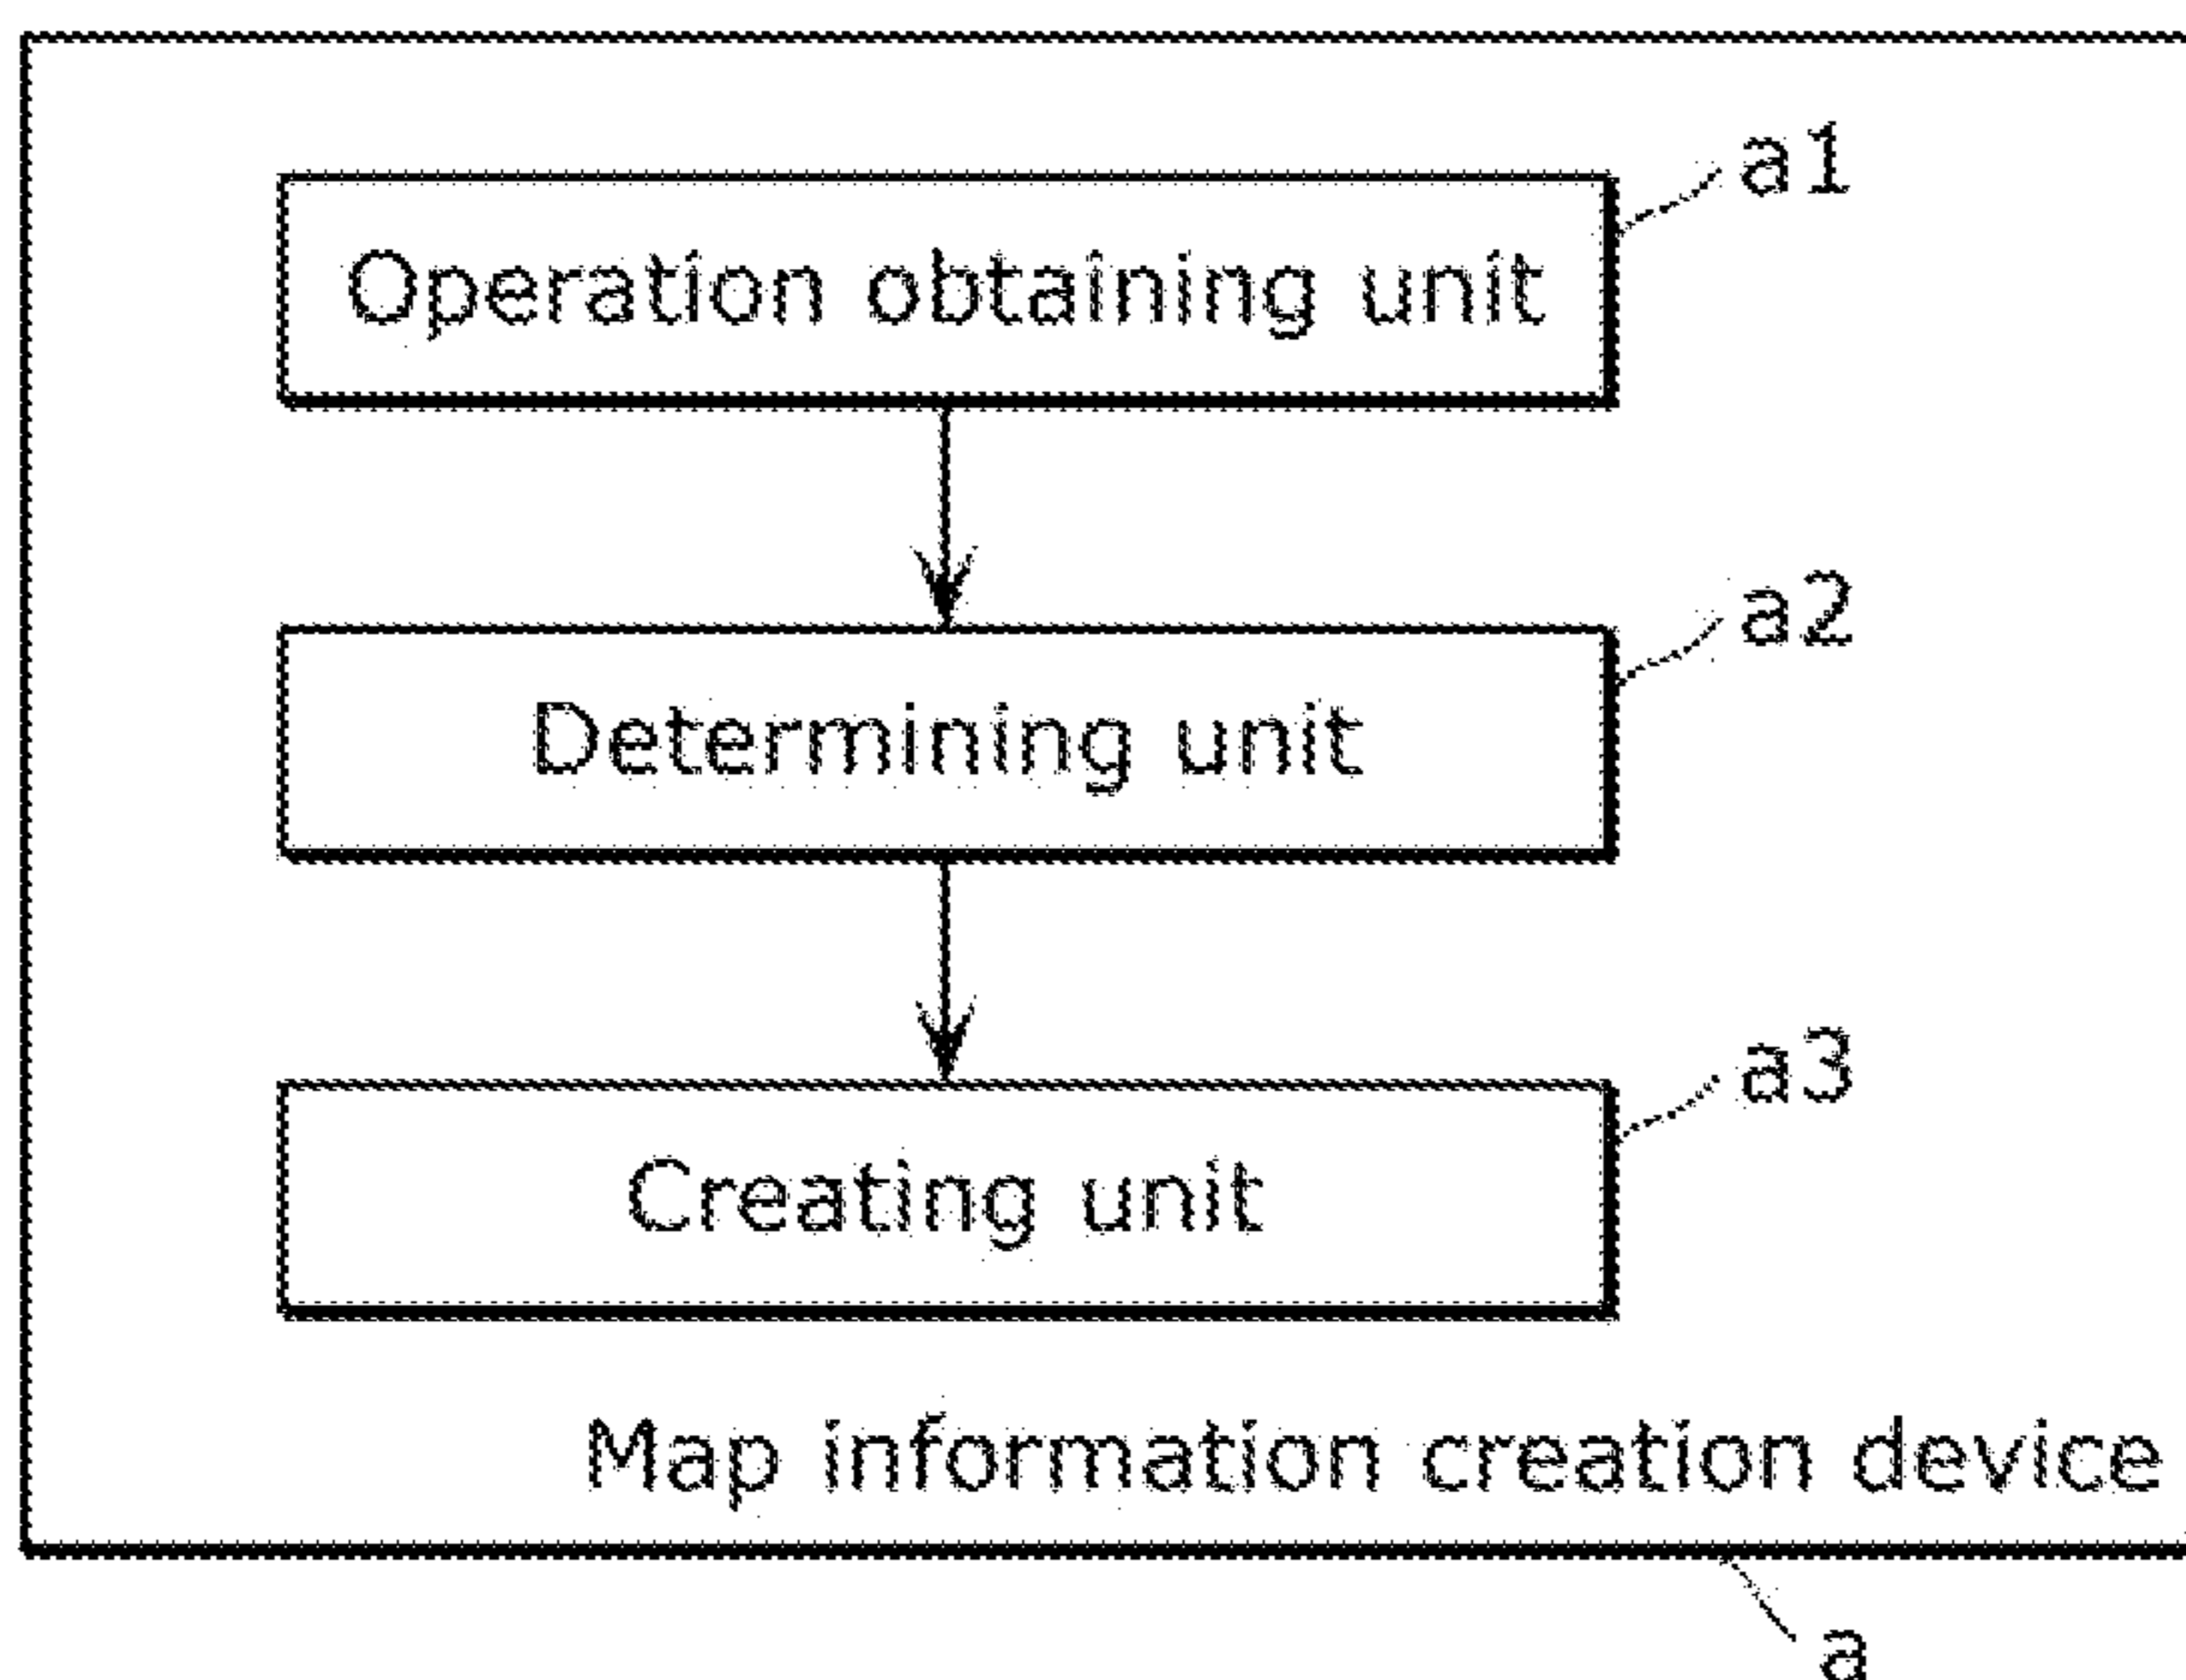 a1
Operation obtaining unit
a2
Determining unit
a3
Creating unit
Map information creation device
a